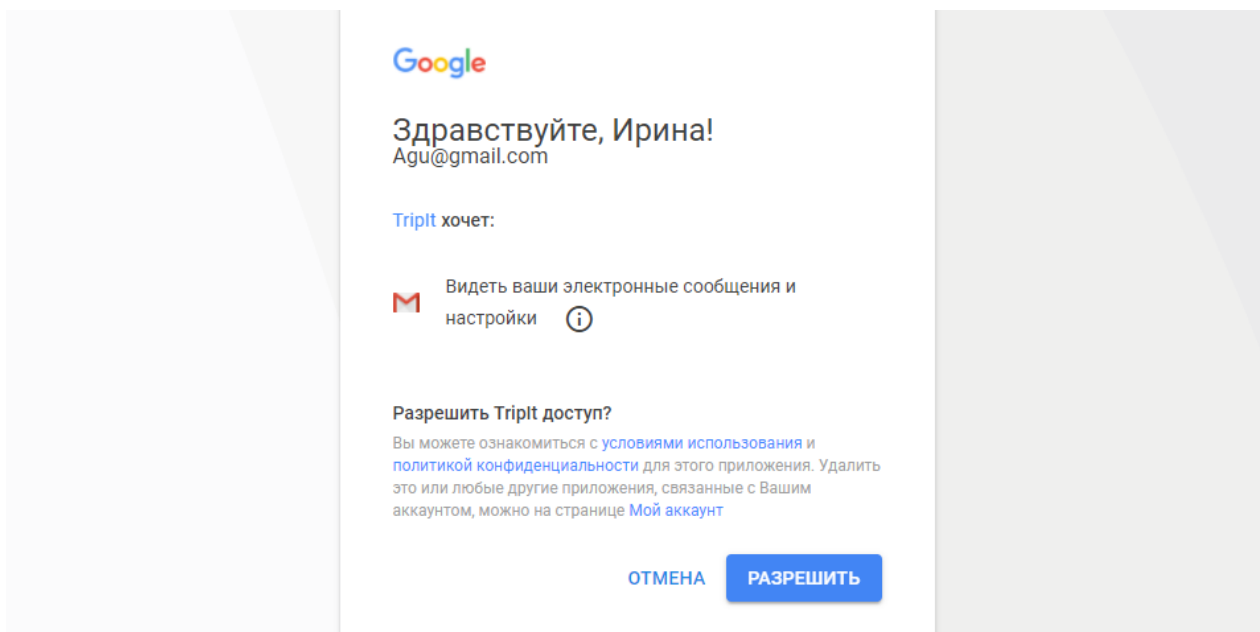 Google
Здравствуйте, Ирина!
Agu@gmail.com
TripIt хочет:
Видеть ваши электронные сообщения и
настройки
Разрешить TripIt доступ?
Вы можете ознакомиться с условиями использования и
политикой конфиденциальности для этого приложения. Удалить
это или любые другие приложения, связанные с Вашим
аккаунтом, можно на странице Мой аккаунт
ОТМЕНА РАЗРЕШИТЬ